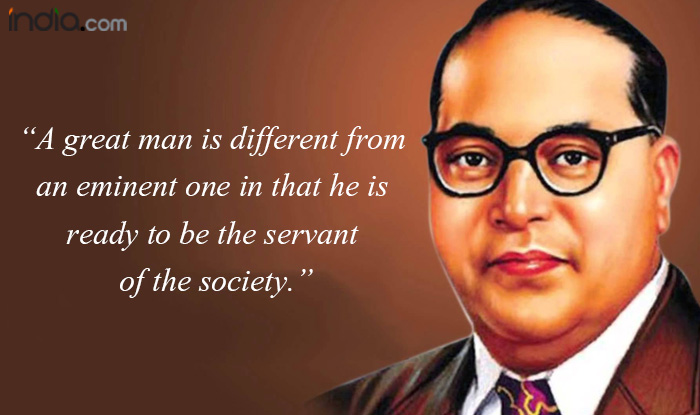 india.com
“A great man is different from
an eminent one in that he is
ready to be the servant
of the society.”